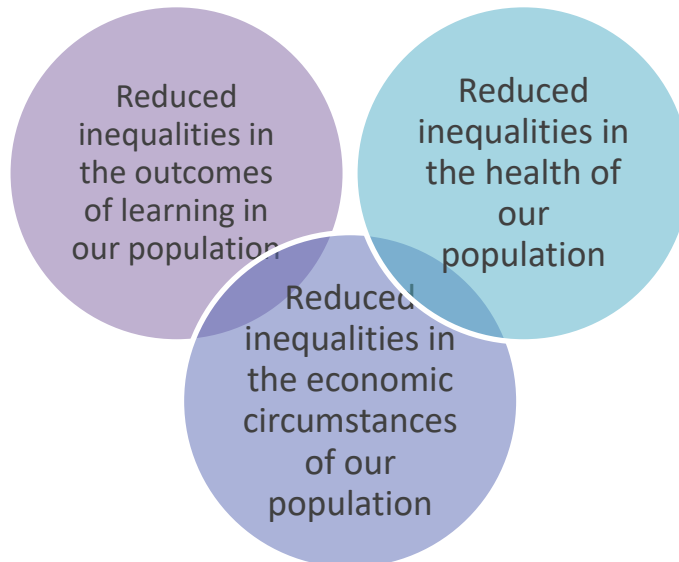 Reduced
inequalities in
the outcomes
of learning in
our population
Reduced
inequalities in
the health of
our
population
Reduced
inequalities in
the economic
circumstances
of our
population